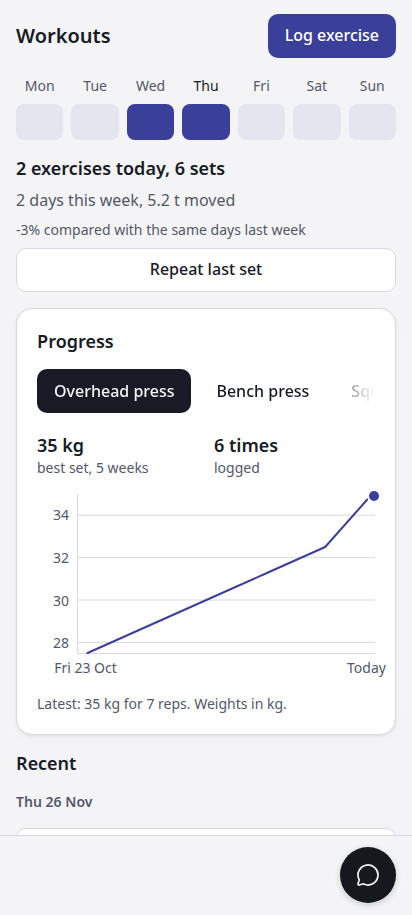 Workouts
Log exercise
Mon Tue Wed Thu Fri Sat Sun
2 exercises today, 6 sets
2 days this week, 5.2 t moved
-3% compared with the same days last week
Repeat last set
Progress
Overhead press Bench press
35 kg 6 times
best set, 5 weeks logged
34
32
30
28
Fri 23 Oct Today
Latest: 35 kg for 7 reps. Weights in kg.
Recent
Thu 26 Nov